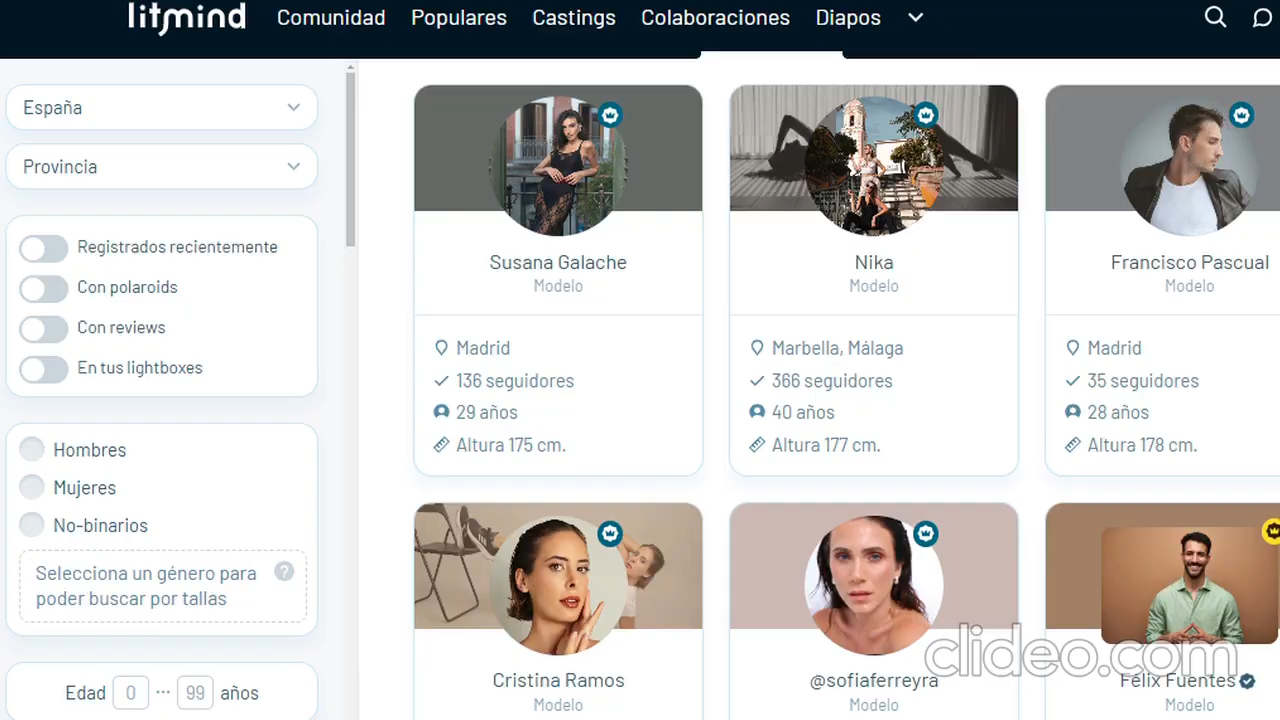 litmind
Comunidad Populares Castings Colaboraciones Diapos
España
Provincia
Registrados recientemente
Con polaroids
Con reviews
En tus lightboxes
Hombres
Mujeres
No-binarios
Selecciona un género para
poder buscar por tallas
?
Edad 0 ··· 99 años
Susana Galache
Modelo
Madrid
136 seguidores
29 años
Altura 175 cm.
Nika
Modelo
Marbella, Málaga
366 seguidores
40 años
Altura 177 cm.
Francisco Pascual
Modelo
Madrid
35 seguidores
28 años
Altura 178 cm.
Cristina Ramos
Modelo
@sofiaferreyra
Modelo
Félix Fuentes
Modelo
clideo.com